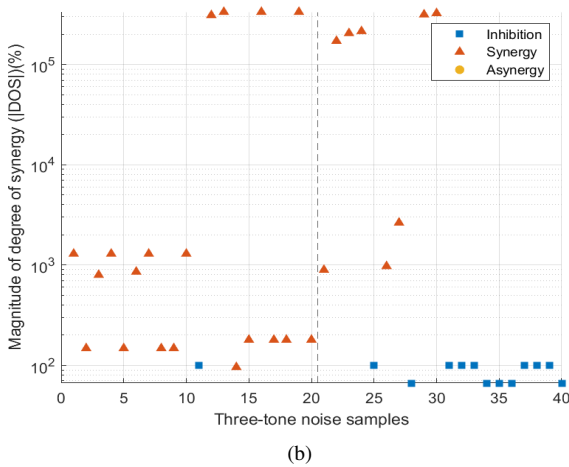 10^5
10^4
10^3
10^2
Magnitude of degree of synergy (|DOS|)(%)
Inhibition
Synergy
Asynergy
0 5 10 15 20 25 30 35 40
Three-tone noise samples
(b)